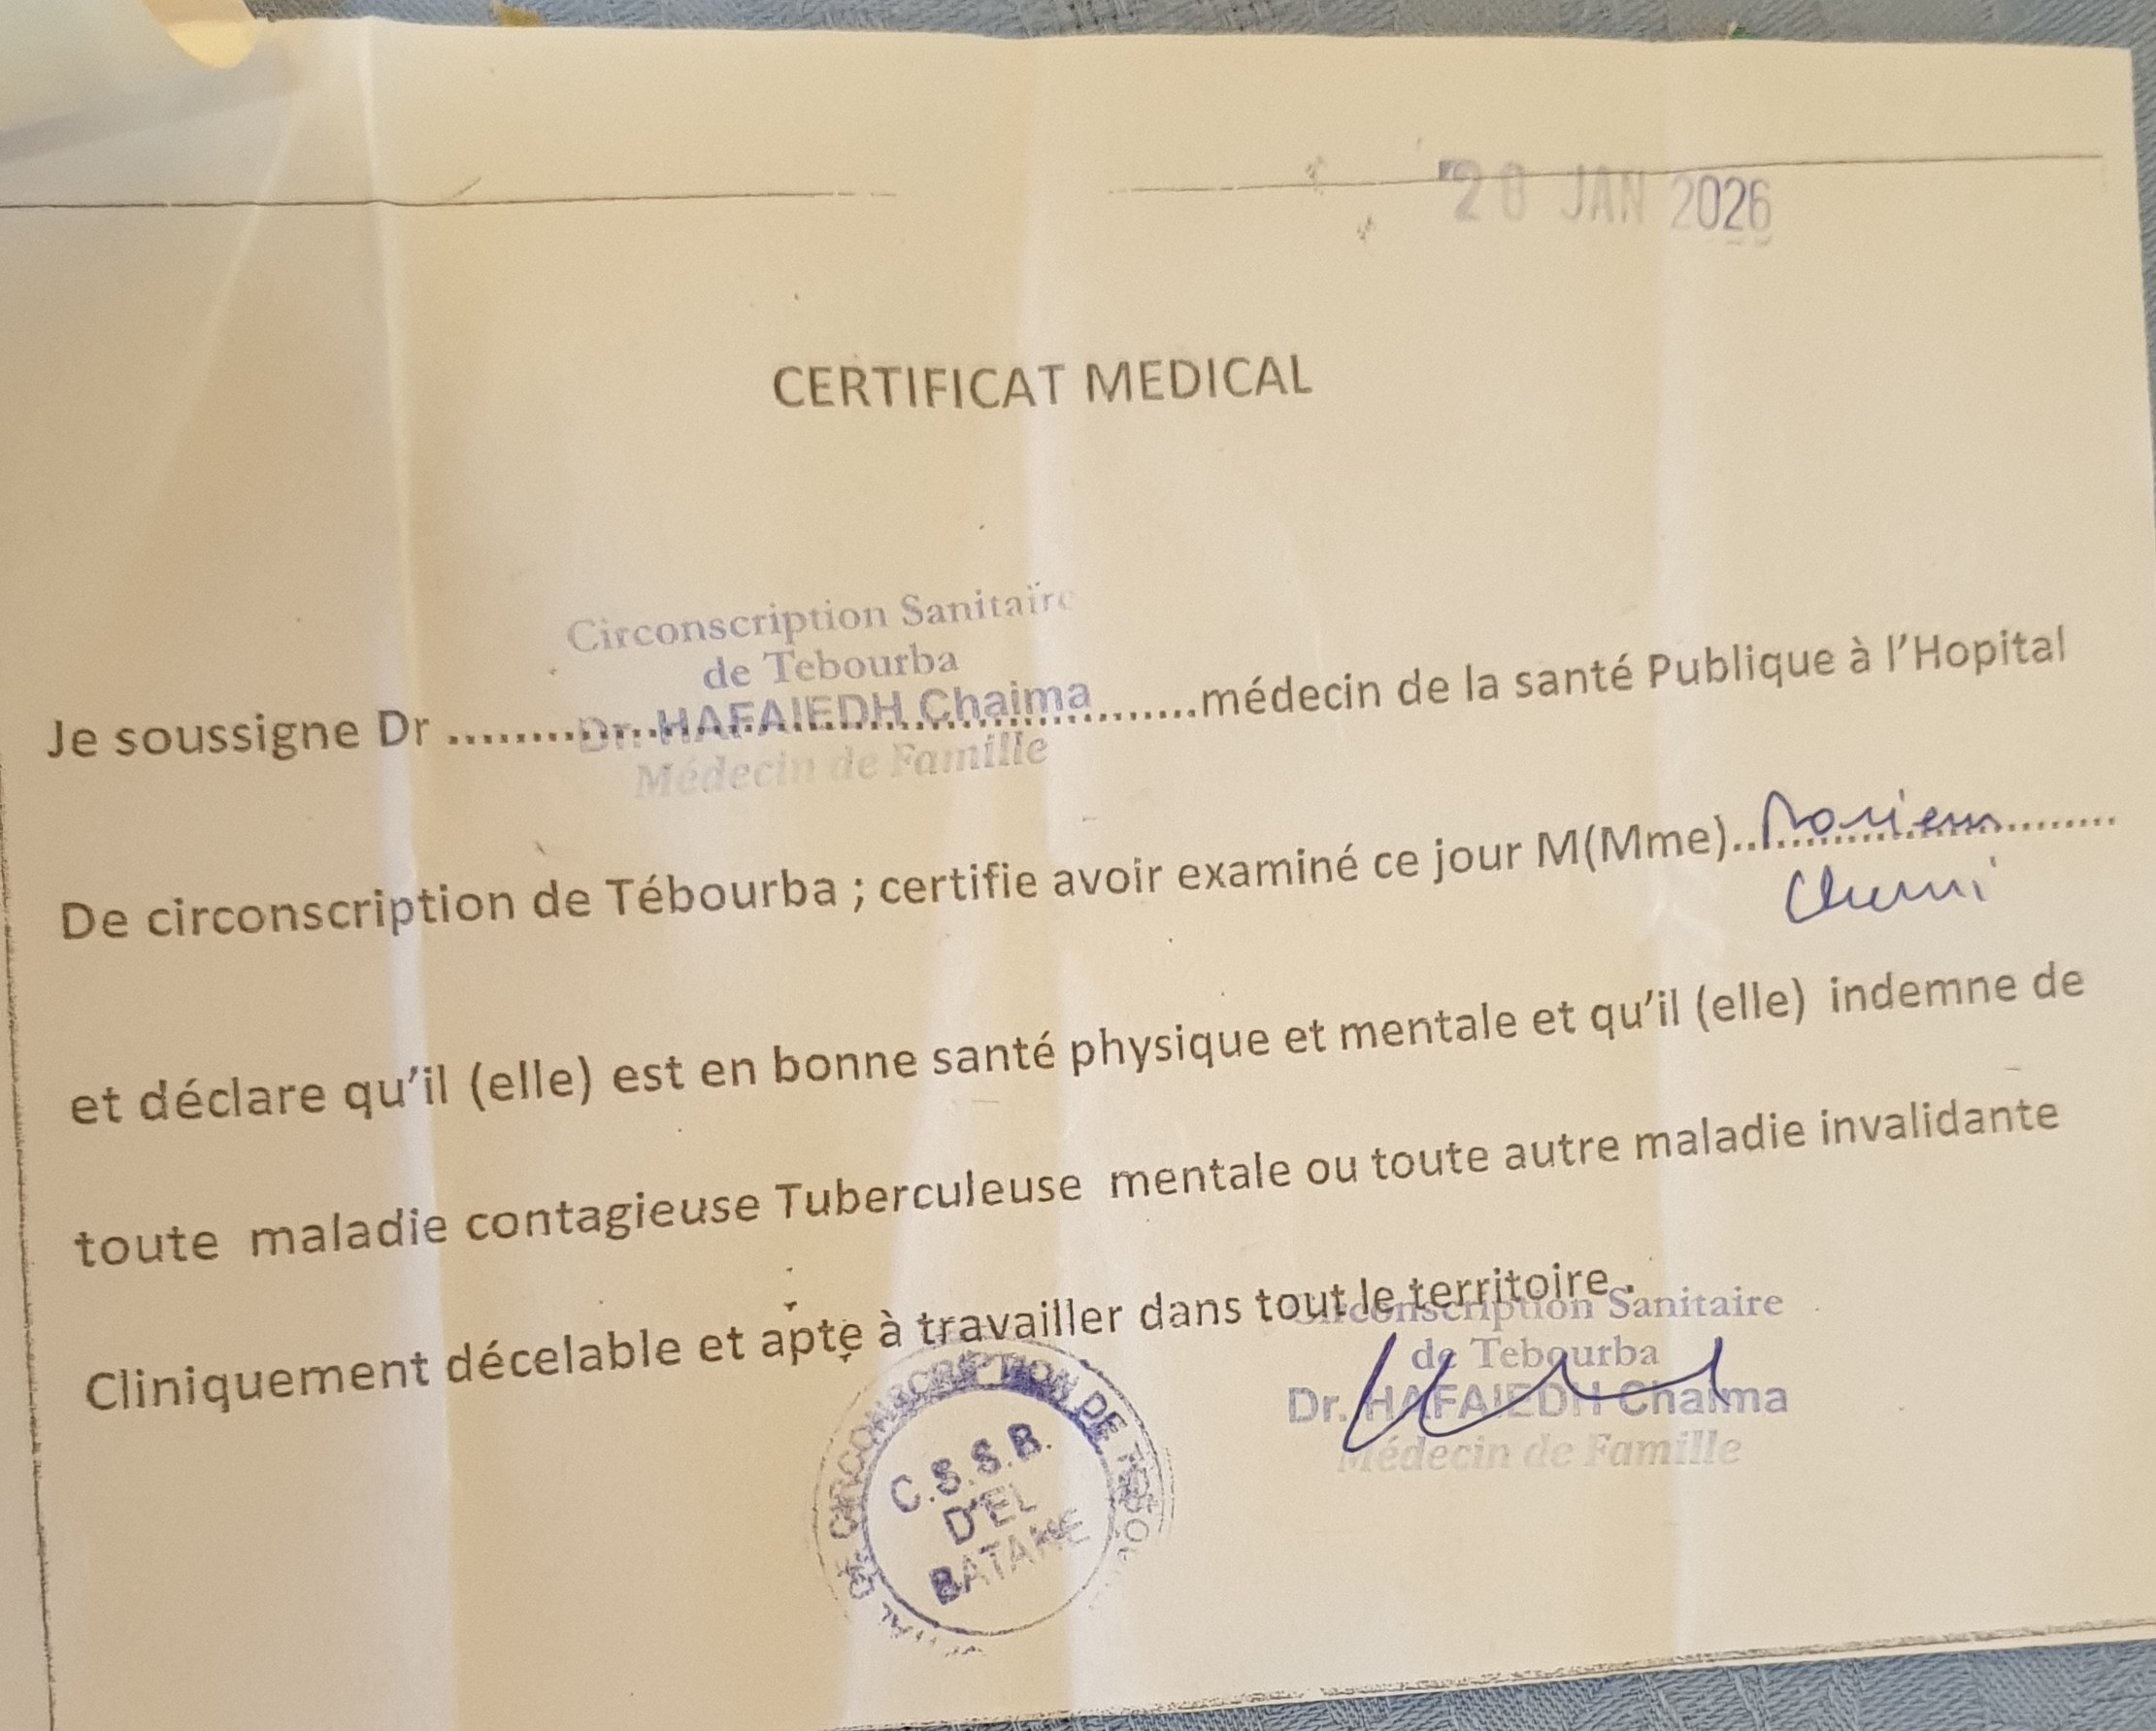 20 JAN 2026
CERTIFICAT MEDICAL
Circonscription Sanitaire
de Tebourba
Je soussigne Dr ........ Dr. HAFAIEDH Chaima ........médecin de la santé Publique à l'Hopital
Médecin de Famille
De circonscription de Tébourba ; certifie avoir examiné ce jour M(Mme)..Mariem........
et déclare qu'il (elle) est en bonne santé physique et mentale et qu'il (elle) indemne de
toute maladie contagieuse Tuberculeuse mentale ou toute autre maladie invalidante
Cliniquement décelable et apte à travailler dans tout le territoire .
Circonscription Sanitaire
de Tebourba
Dr. HAFAIEDH Chaima
Médecin de Famille
DE CIRCONSCRIPTION DE
C.S.S.B.
D'EL
BATANE